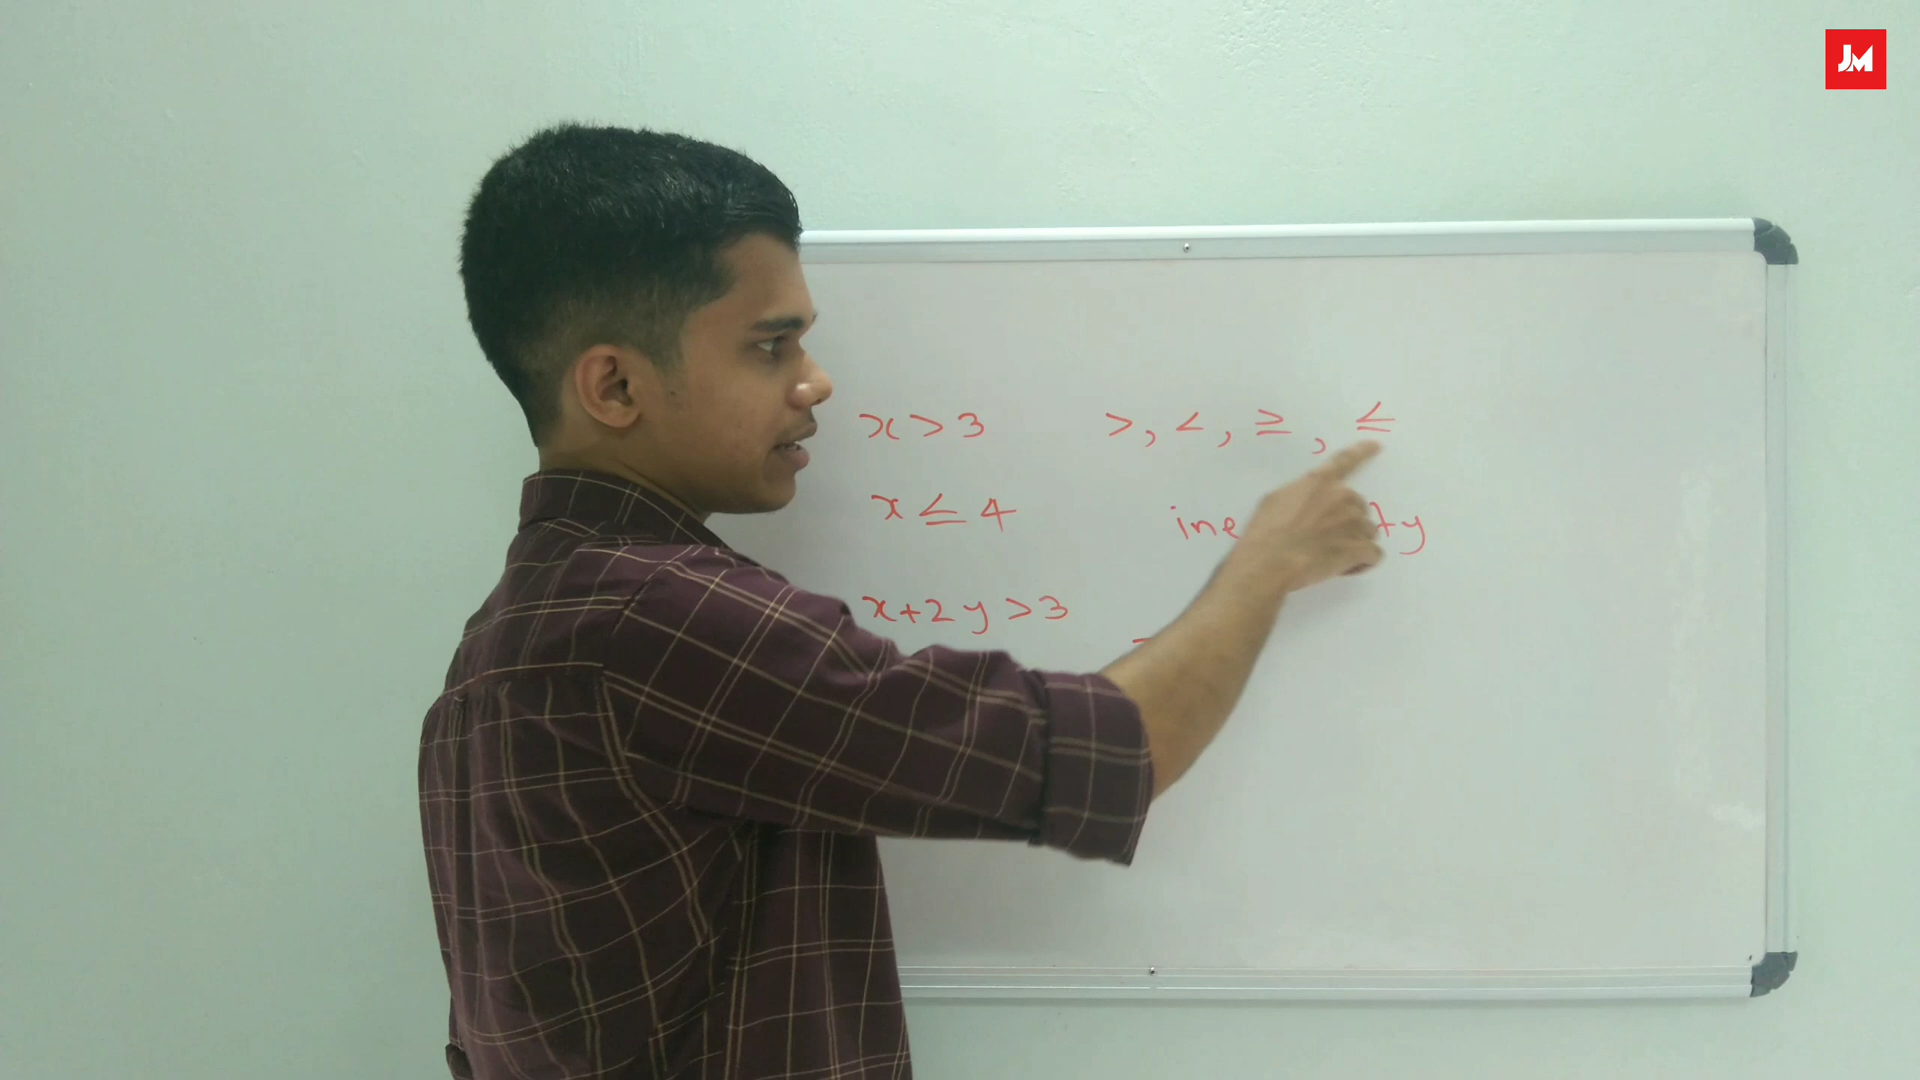 JM
x > 3
>, <, ≥, ≤
x ≤ 4
x + 2y > 3